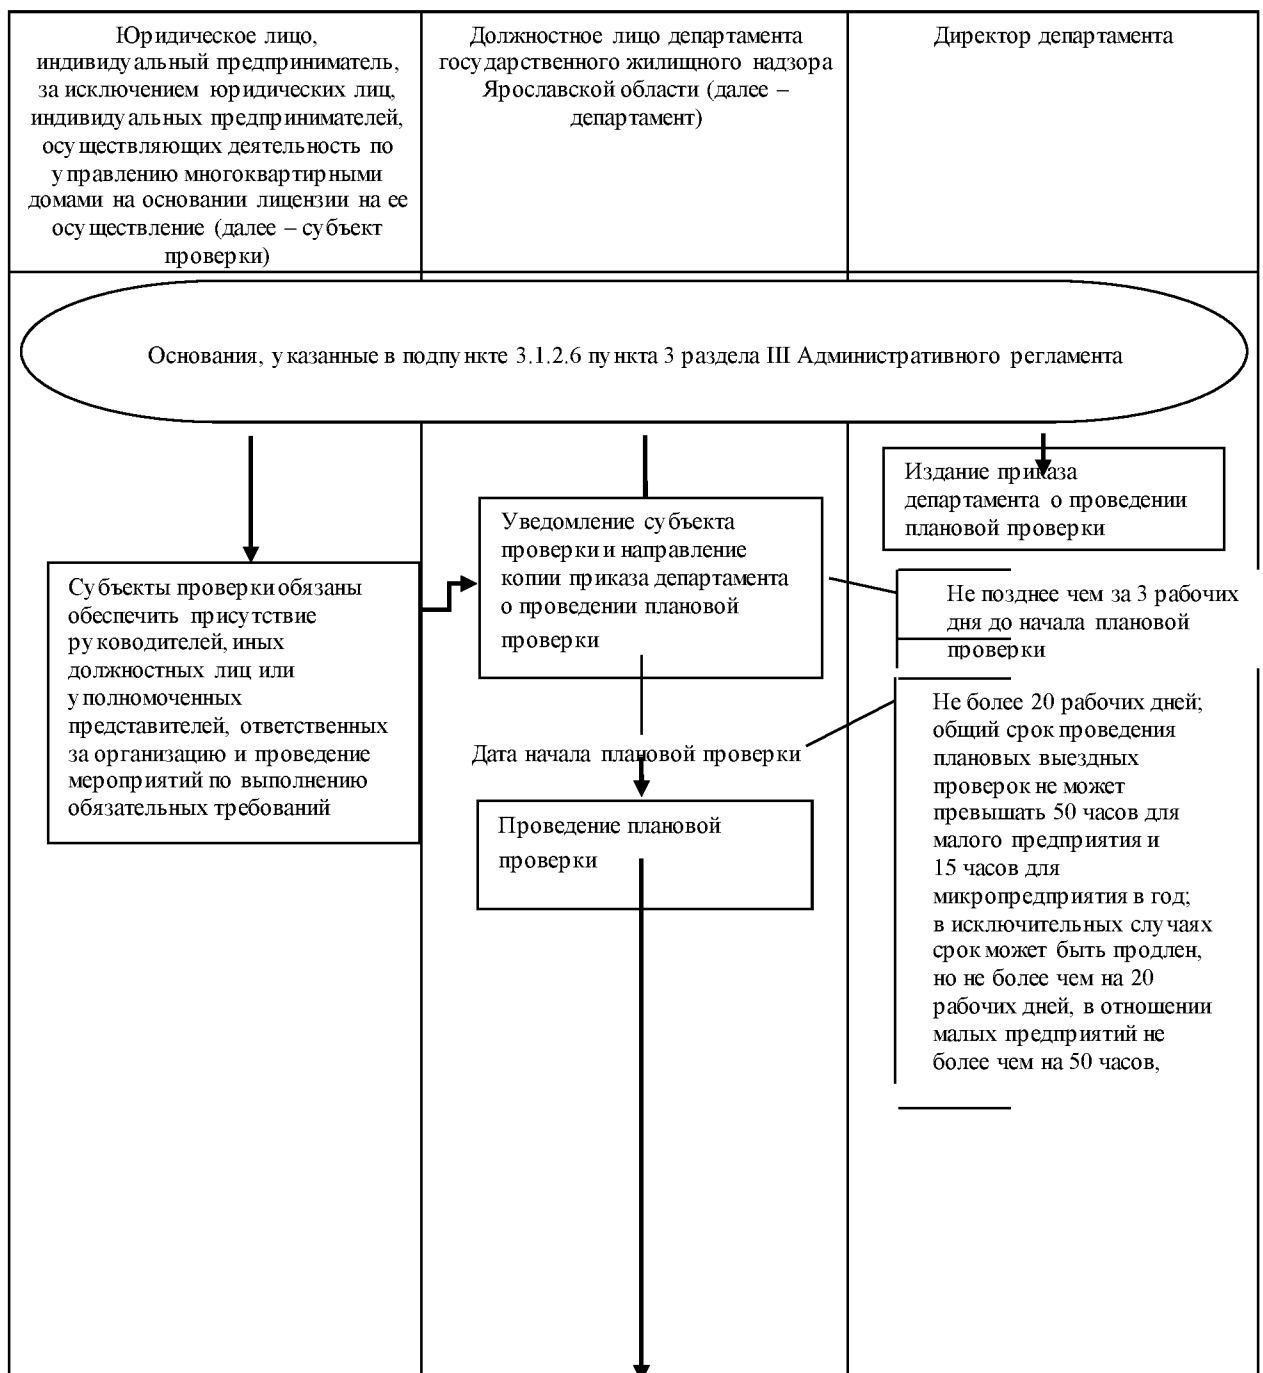 Юридическое лицо,
индивидуальный предприниматель,
за исключением юридических лиц,
индивидуальных предпринимателей,
осуществляющих деятельность по
управлению многоквартирными
домами на основании лицензии на ее
осуществление (далее – субъект
проверки)
Должностное лицо департамента
государственного жилищного надзора
Ярославской области (далее –
департамент)
Директор департамента
Основания, указанные в подпункте 3.1.2.6 пункта 3 раздела III Административного регламента
Издание приказа
департамента о проведении
плановой проверки
Уведомление субъекта
проверки и направление
копии приказа департамента
о проведении плановой
проверки
Субъекты проверки обязаны
обеспечить присутствие
руководителей, иных
должностных лиц или
уполномоченных
представителей, ответственных
за организацию и проведение
мероприятий по выполнению
обязательных требований
Не позднее чем за 3 рабочих
дня до начала плановой
проверки
Дата начала плановой проверки
Не более 20 рабочих дней;
общий срок проведения
плановых выездных
проверок не может
превышать 50 часов для
малого предприятия и
15 часов для
микропредприятия в год;
в исключительных случаях
срок может быть продлен,
но не более чем на 20
рабочих дней, в отношении
малых предприятий не
более чем на 50 часов,
Проведение плановой
проверки